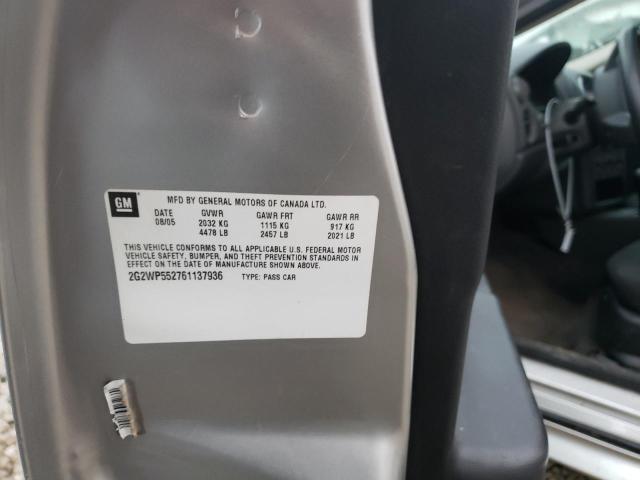 GM
MFD BY GENERAL MOTORS OF CANADA LTD.
DATE GVWR GAWR FRT GAWR RR
08/05 2032 KG 1115 KG 917 KG
4478 LB 2457 LB 2021 LB
THIS VEHICLE CONFORMS TO ALL APPLICABLE U.S. FEDERAL MOTOR
VEHICLE SAFETY, BUMPER, AND THEFT PREVENTION STANDARDS IN
EFFECT ON THE DATE OF MANUFACTURE SHOWN ABOVE.
2G2WP552761137936 TYPE: PASS CAR